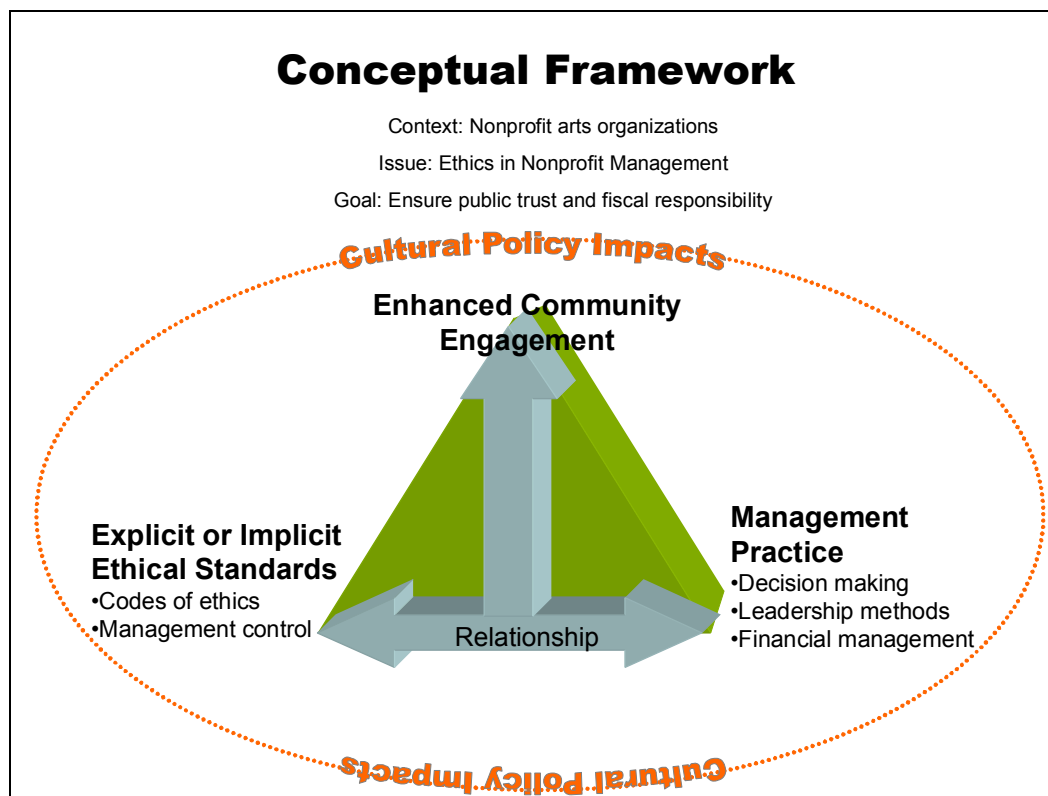 Conceptual Framework
Context: Nonprofit arts organizations
Issue: Ethics in Nonprofit Management
Goal: Ensure public trust and fiscal responsibility
Cultural Policy Impacts
Enhanced Community
Engagement
Explicit or Implicit
Ethical Standards
•Codes of ethics
•Management control
Management
Practice
•Decision making
•Leadership methods
•Financial management
Relationship
Cultural Policy Impacts